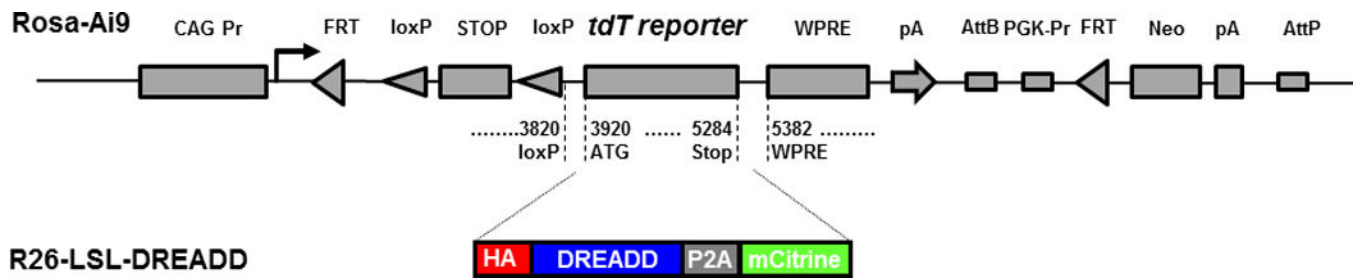 Rosa-Ai9 CAG Pr FRT loxP STOP loxP tdT reporter WPRE pA AttB PGK-Pr FRT Neo pA AttP
........3820 3920 ...... 5284 5382 .........
loxP ATG Stop WPRE
R26-LSL-DREADD HA DREADD P2A mCitrine